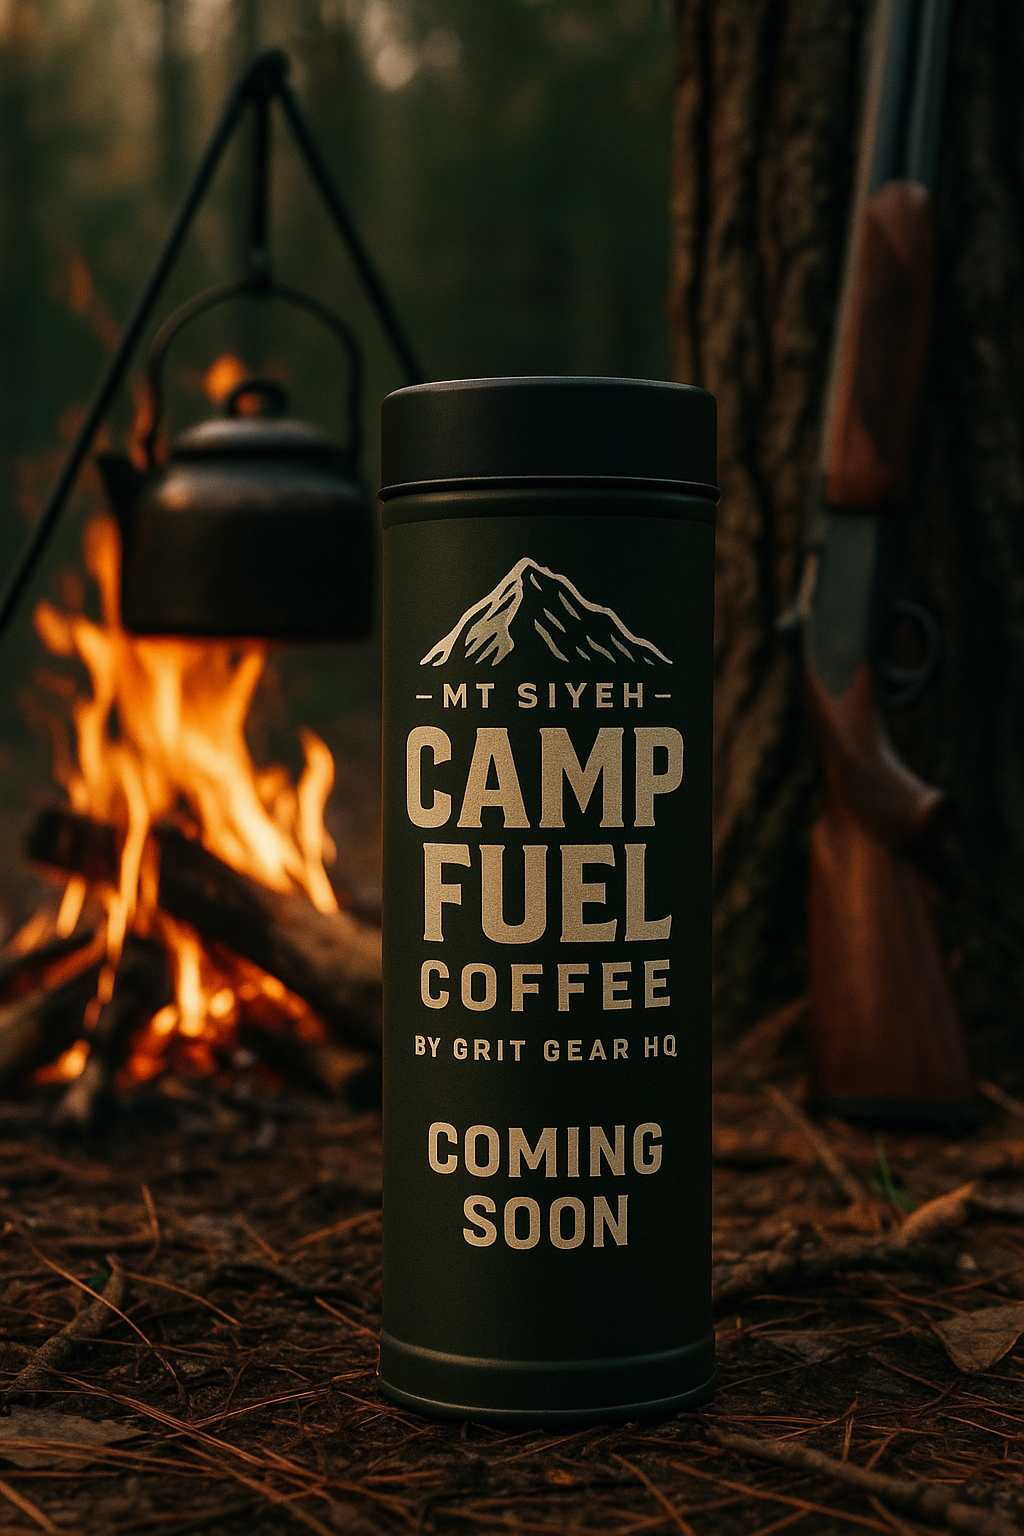 –MT SIYEH–
CAMP
FUEL
COFFEE
BY GRIT GEAR HQ
COMING
SOON